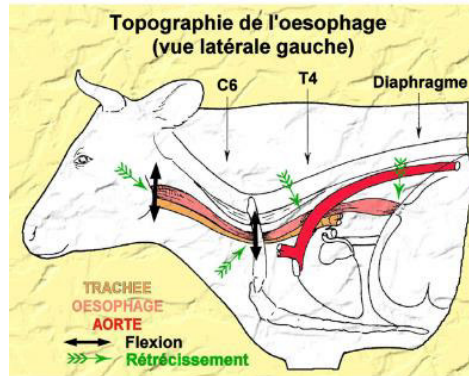 Topographie de l'oesophage
(vue latérale gauche)
C6
T4
Diaphragme
TRACHEE
OESOPHAGE
AORTE
Flexion
Rétrécissement